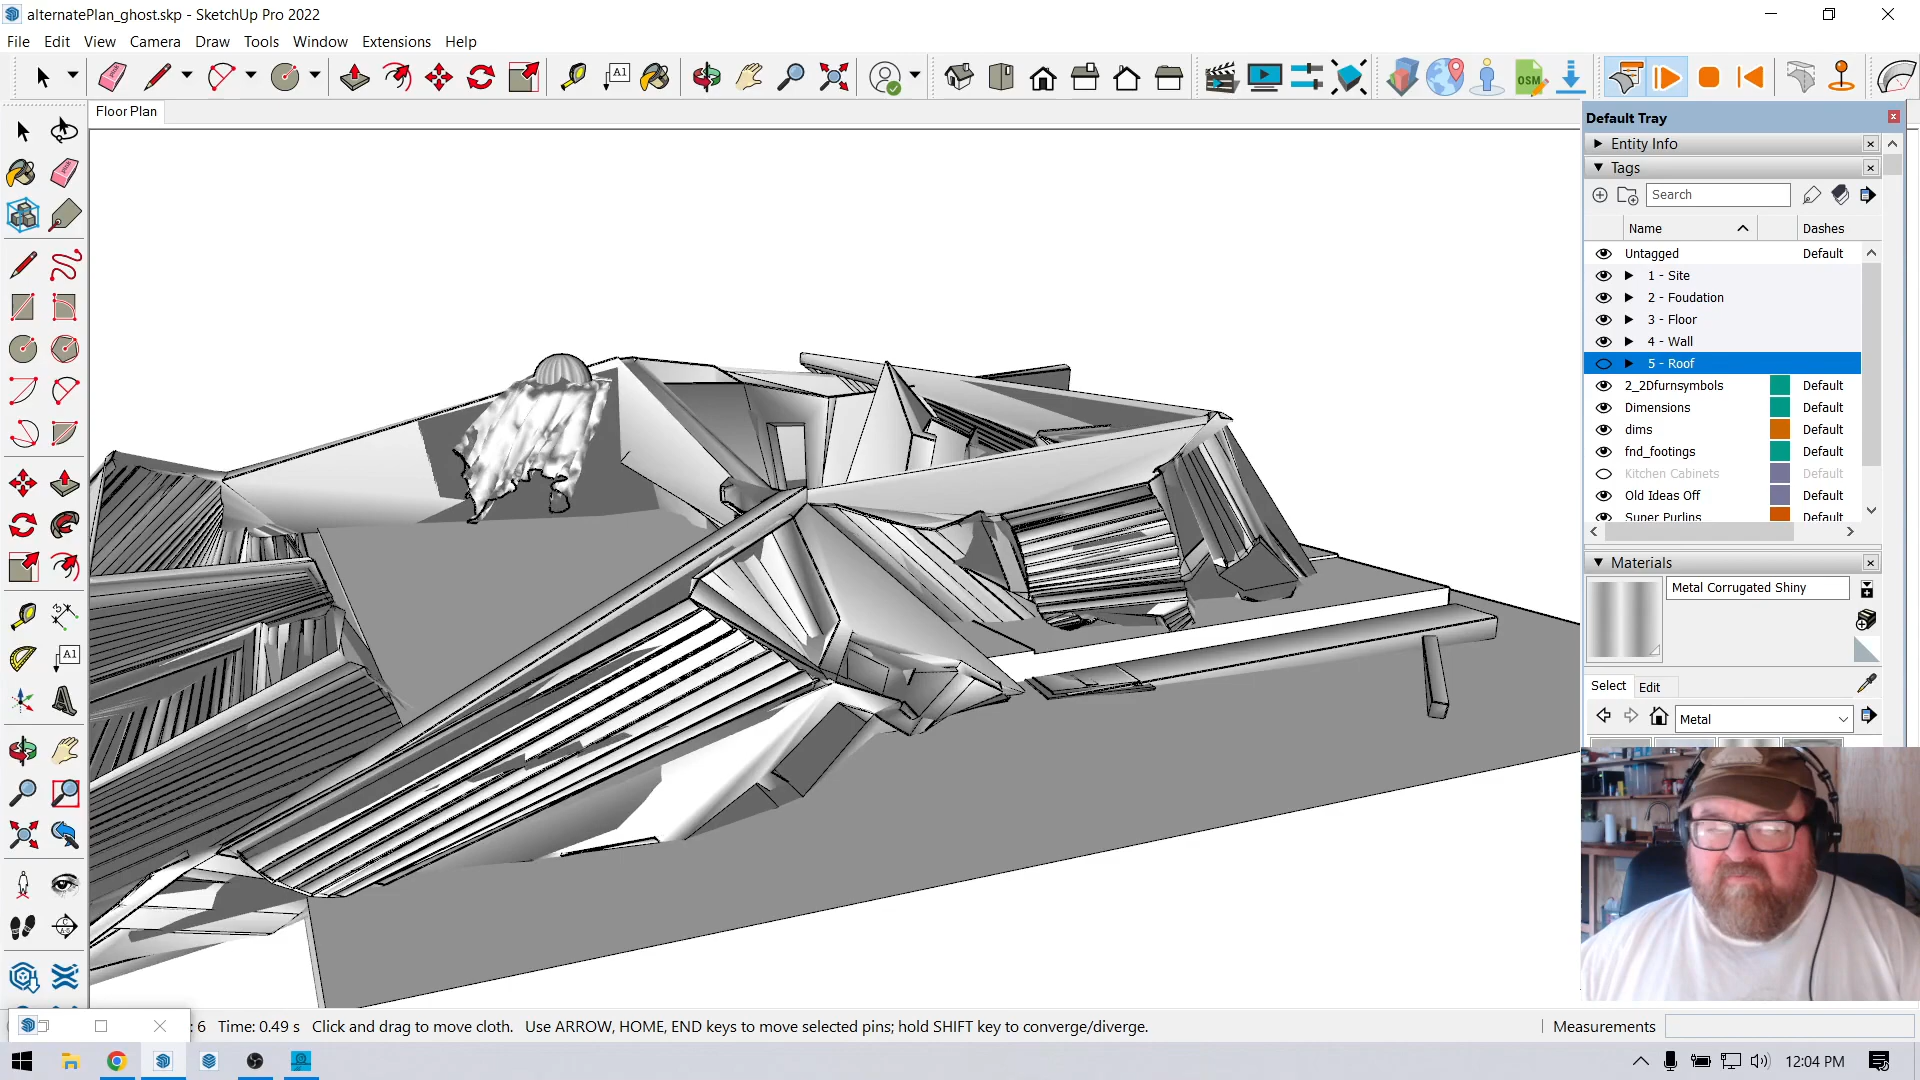 alternatePlan_ghost.skp - SketchUp Pro 2022
File Edit View Camera Draw Tools Window Extensions Help
A1
OSM
Floor Plan
Default Tray
Entity Info
Tags
Search
Name Dashes
Untagged Default
1 - Site
2 - Foudation
3 - Floor
4 - Wall
5 - Roof
2_2Dfurnsymbols Default
Dimensions Default
dims Default
fnd_footings Default
Kitchen Cabinets Default
Old Ideas Off Default
Super Purlins Default
Materials
Metal Corrugated Shiny
Select Edit
Metal
A1
: 6 Time: 0.49 s Click and drag to move cloth. Use ARROW, HOME, END keys to move selected pins; hold SHIFT key to converge/diverge.
Measurements
12:04 PM